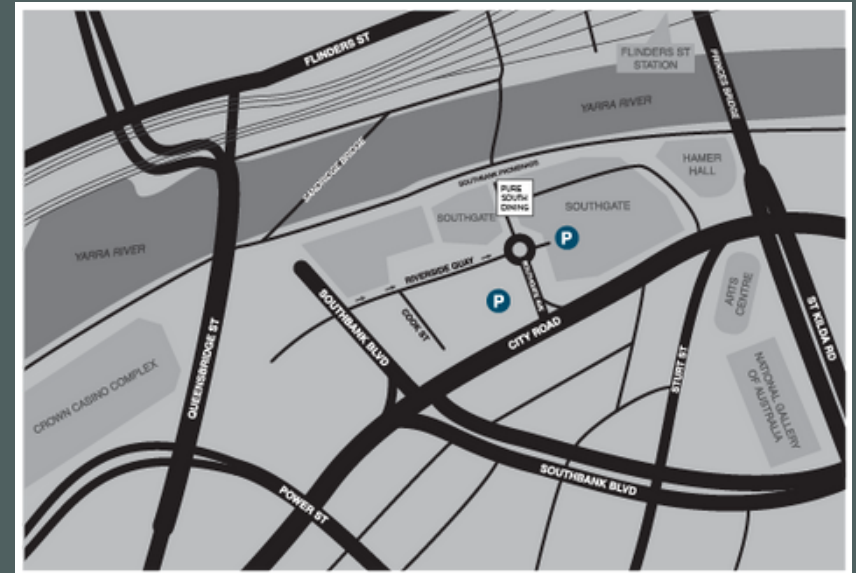 FLINDERS ST
FLINDERS ST
STATION
PRINCES BRIDGE
YARRA RIVER
SANDRIDGE BRIDGE
SOUTHBANK PROMENADE
HAMER
HALL
PURE
SOUTH
DINING
SOUTHGATE
SOUTHGATE
P
YARRA RIVER
RIVERSIDE QUAY
SOUTHGATE AVE
P
ARTS
CENTRE
SOUTHBANK BLVD
COOK ST
CITY ROAD
ST KILDA RD
QUEENSBRIDGE ST
STURT ST
CROWN CASINO COMPLEX
NATIONAL GALLERY
OF AUSTRALIA
SOUTHBANK BLVD
POWER ST